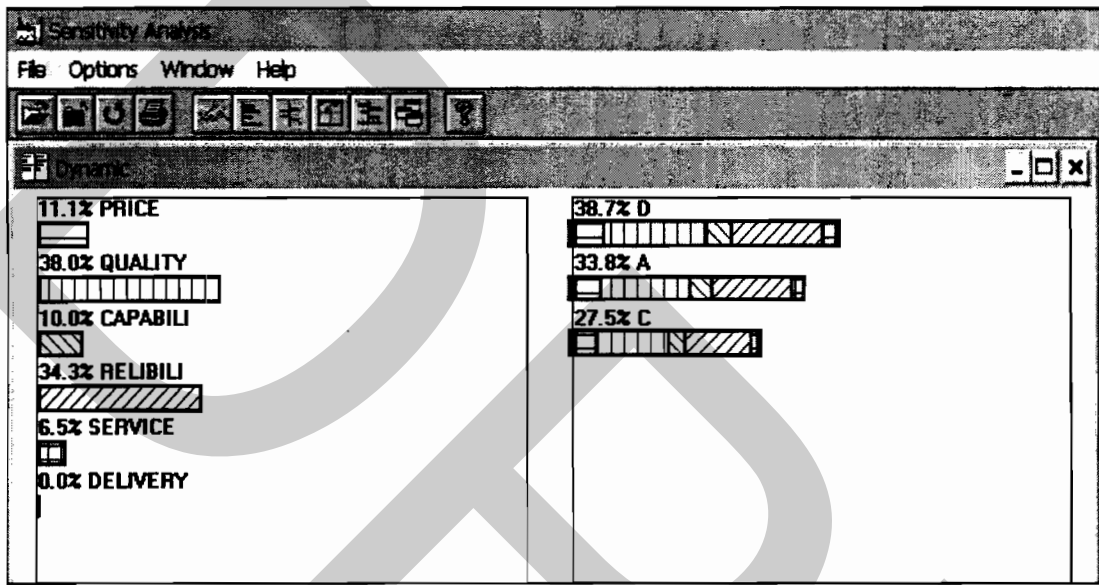 Sensitivity Analysis
File Options Window Help
Dynamic
11.1% PRICE
38.0% QUALITY
10.0% CAPABILI
34.3% RELIBILI
6.5% SERVICE
0.0% DELIVERY
38.7% D
33.8% A
27.5% C